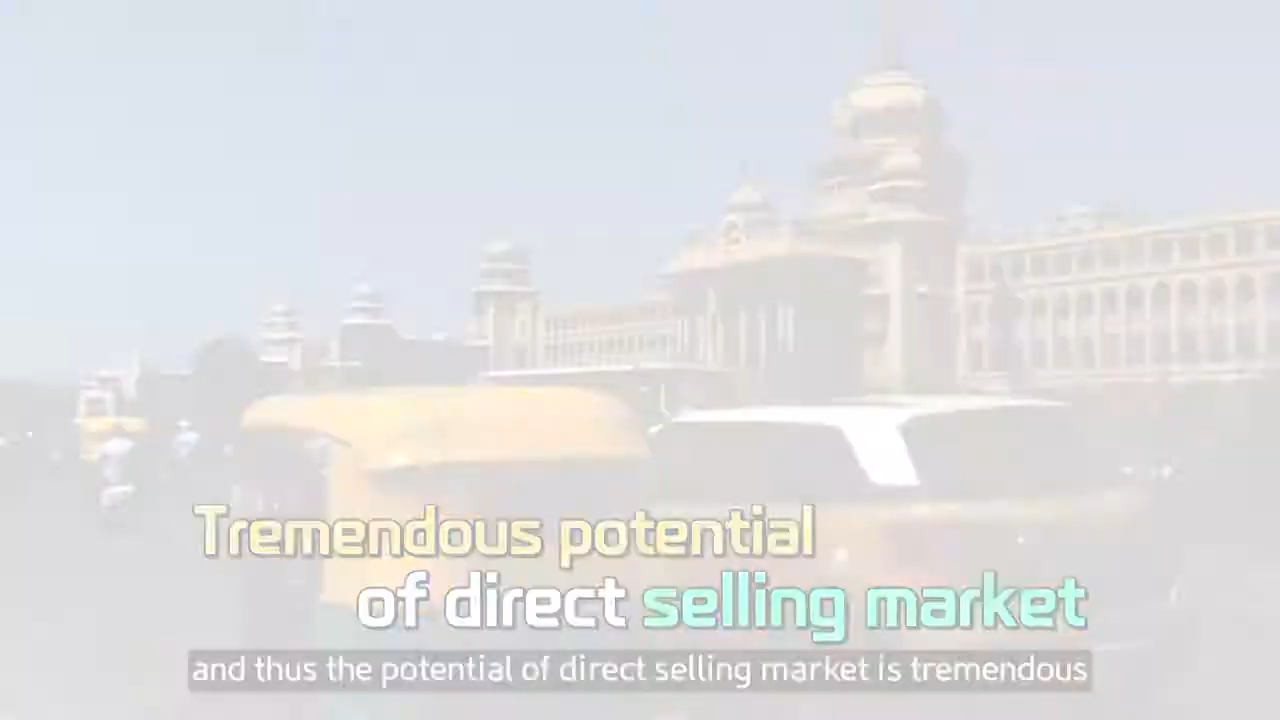 Tremendous potential
of direct selling market
and thus the potential of direct selling market is tremendous